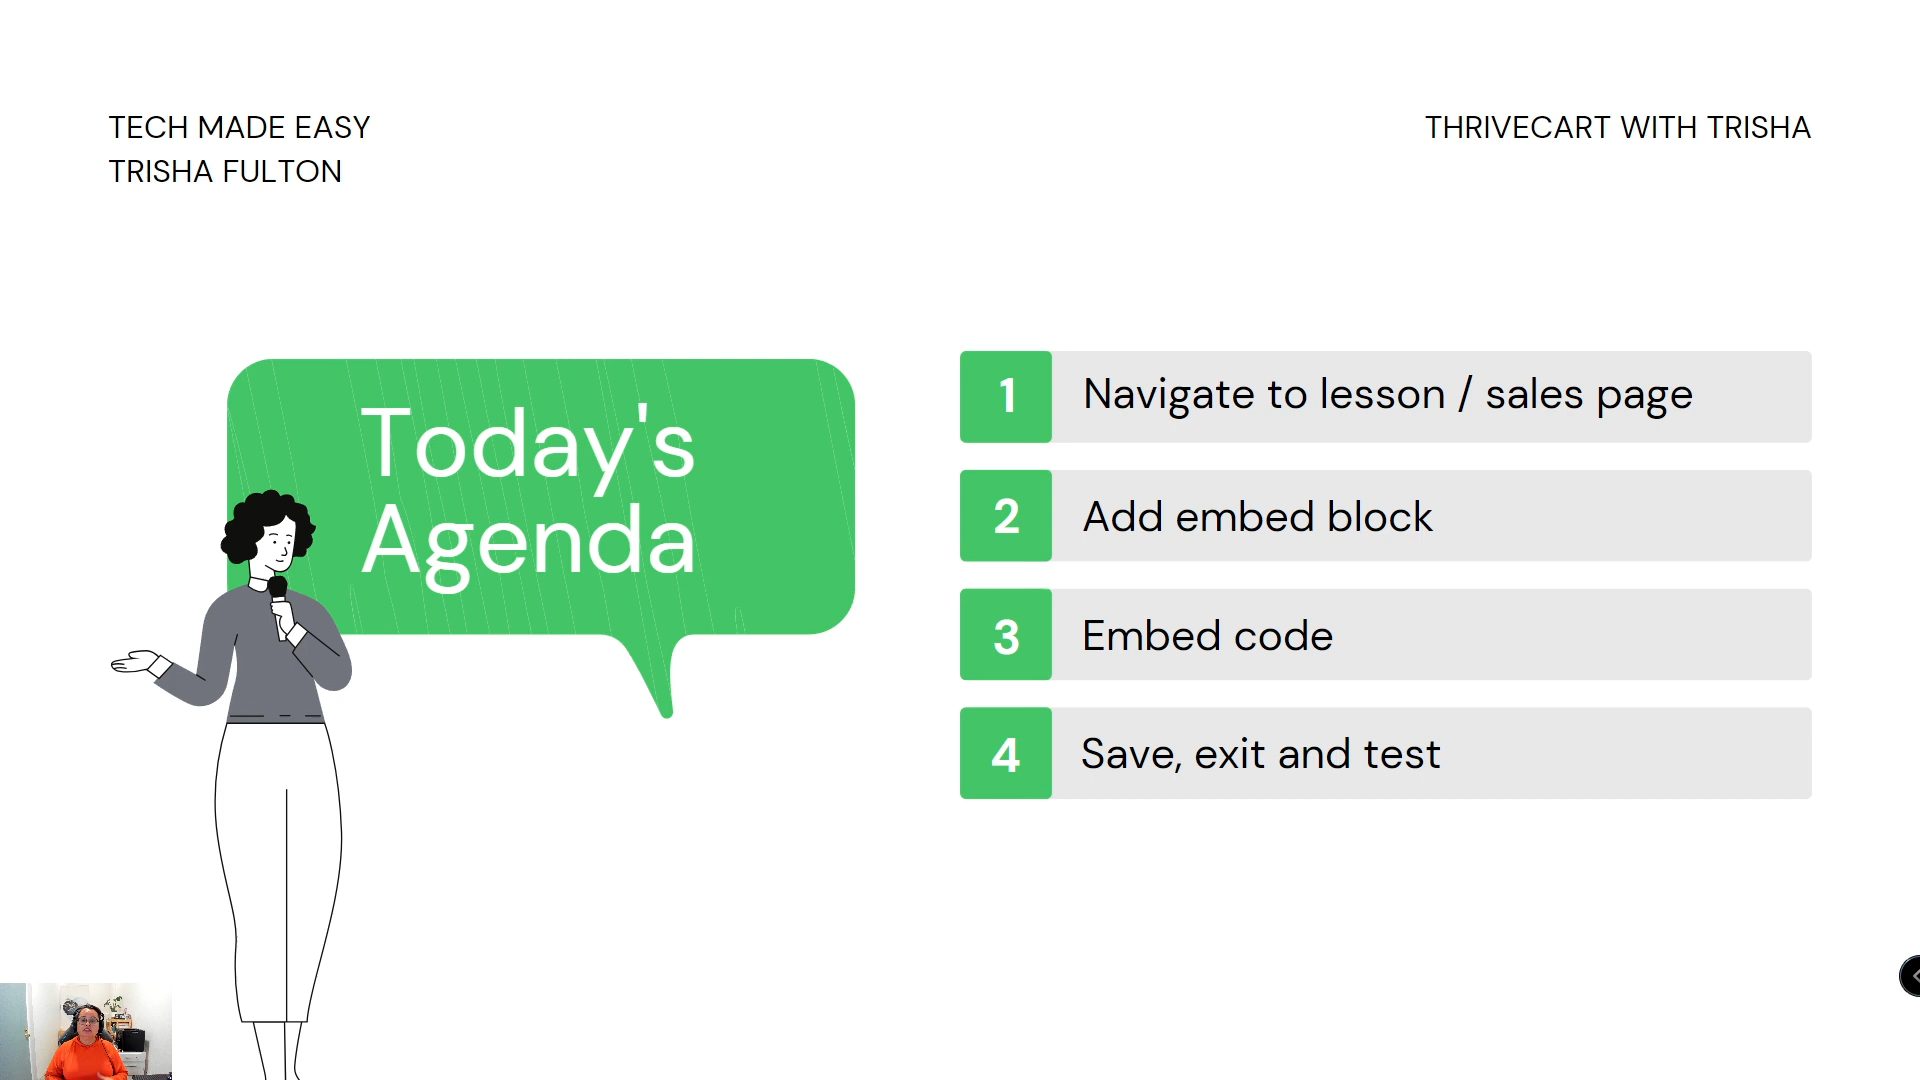 TECH MADE EASY
TRISHA FULTON
THRIVECART WITH TRISHA
Today's
Agenda
1 Navigate to lesson / sales page
2 Add embed block
3 Embed code
4 Save, exit and test